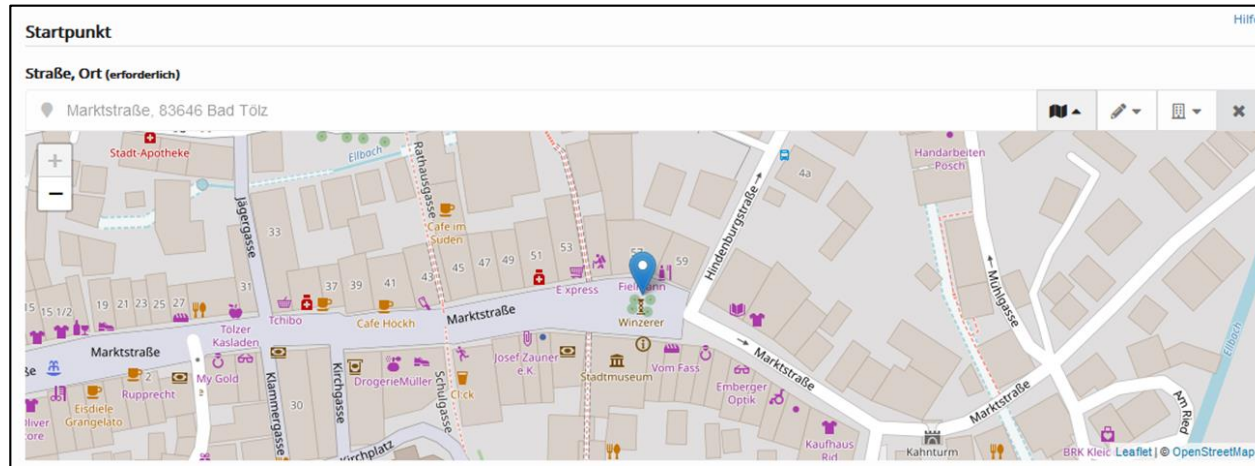 Startpunkt
Hilfe
Straße, Ort (erforderlich)
Marktstraße, 83646 Bad Tölz
+
−
Stadt-Apotheke
Ellbach
Rathausgasse
Handarbeiten
Pösch
4a
Jägergasse
33
Cafe im
Süden
Hindenburgstraße
Mühlgasse
Ellbach
15
15 1/2
19
21
23
25
27
31
37
39
41
43
45
47
49
51
53
57
59
E xpress
Fielmann
Winzerer
Tölzer
Kasladen
Tchibo
Cafe Höckh
Marktstraße
Marktstraße
My Gold
2
Rupprecht
Eisdiele
Grangelato
Klammergasse
30
Kirchgasse
DrogerieMüller
Schulgasse
Josef Zauner
e.K.
Stadtmuseum
Vom Fass
Marktstraße
Emberger
Optik
Kaufhaus
Rid
Kahnturm
Marktstraße
Am Ried
Kirchplatz
BRK Kleid
Leaflet | © OpenStreetMap